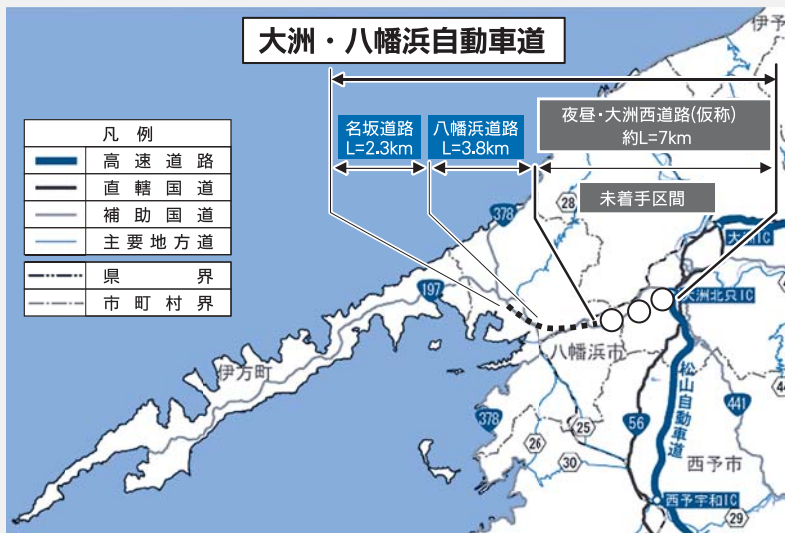 大洲・八幡浜自動車道
伊予
名坂道路
L=2.3km
八幡浜道路
L=3.8km
夜昼・大洲西道路(仮称)
約L=7km
未着手区間
凡例
高速道路
直轄国道
補助国道
主要地方道
県界
市町村界
378
28
197
大洲IC
大洲北只IC
八幡浜市
伊方町
松山自動車道
441
44
56
378
25
26
30
西予市
西予宇和IC
29